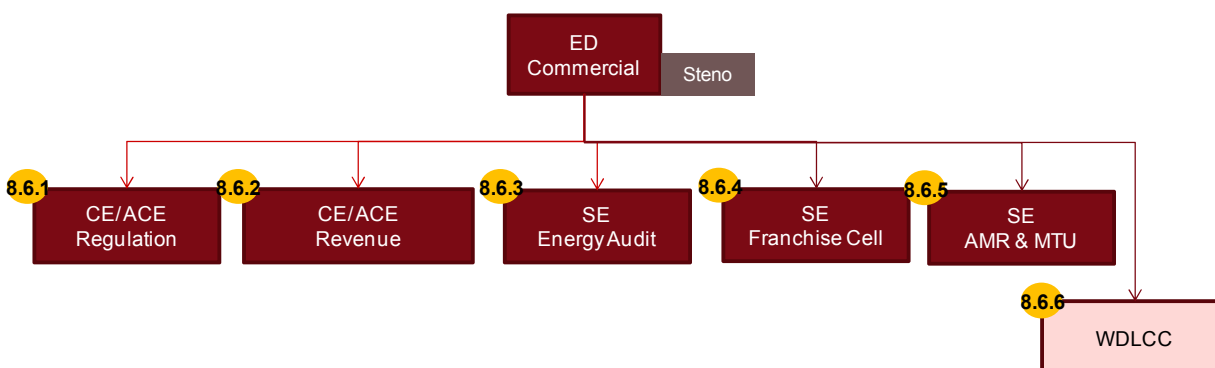 ED
Commercial
Steno
8.6.1
CE/ACE
Regulation
8.6.2
CE/ACE
Revenue
8.6.3
SE
Energy Audit
8.6.4
SE
Franchise Cell
8.6.5
SE
AMR & MTU
8.6.6
WDLCC